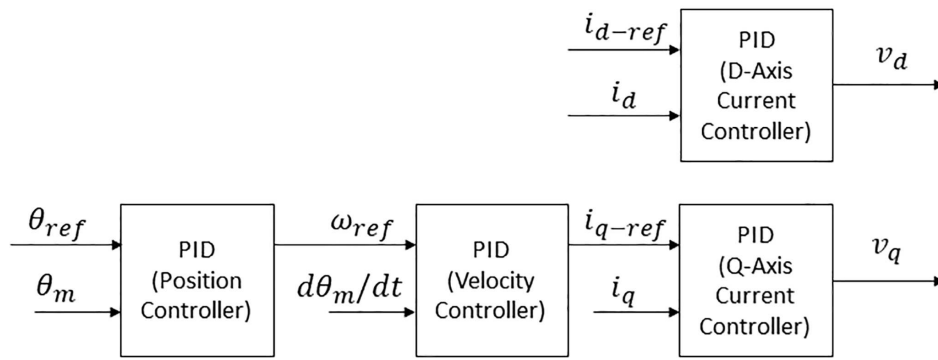 i_{d-ref}
i_d
PID
(D-Axis
Current
Controller)
v_d
θ_{ref}
θ_m
PID
(Position
Controller)
ω_{ref}
dθ_m/dt
PID
(Velocity
Controller)
i_{q-ref}
i_q
PID
(Q-Axis
Current
Controller)
v_q